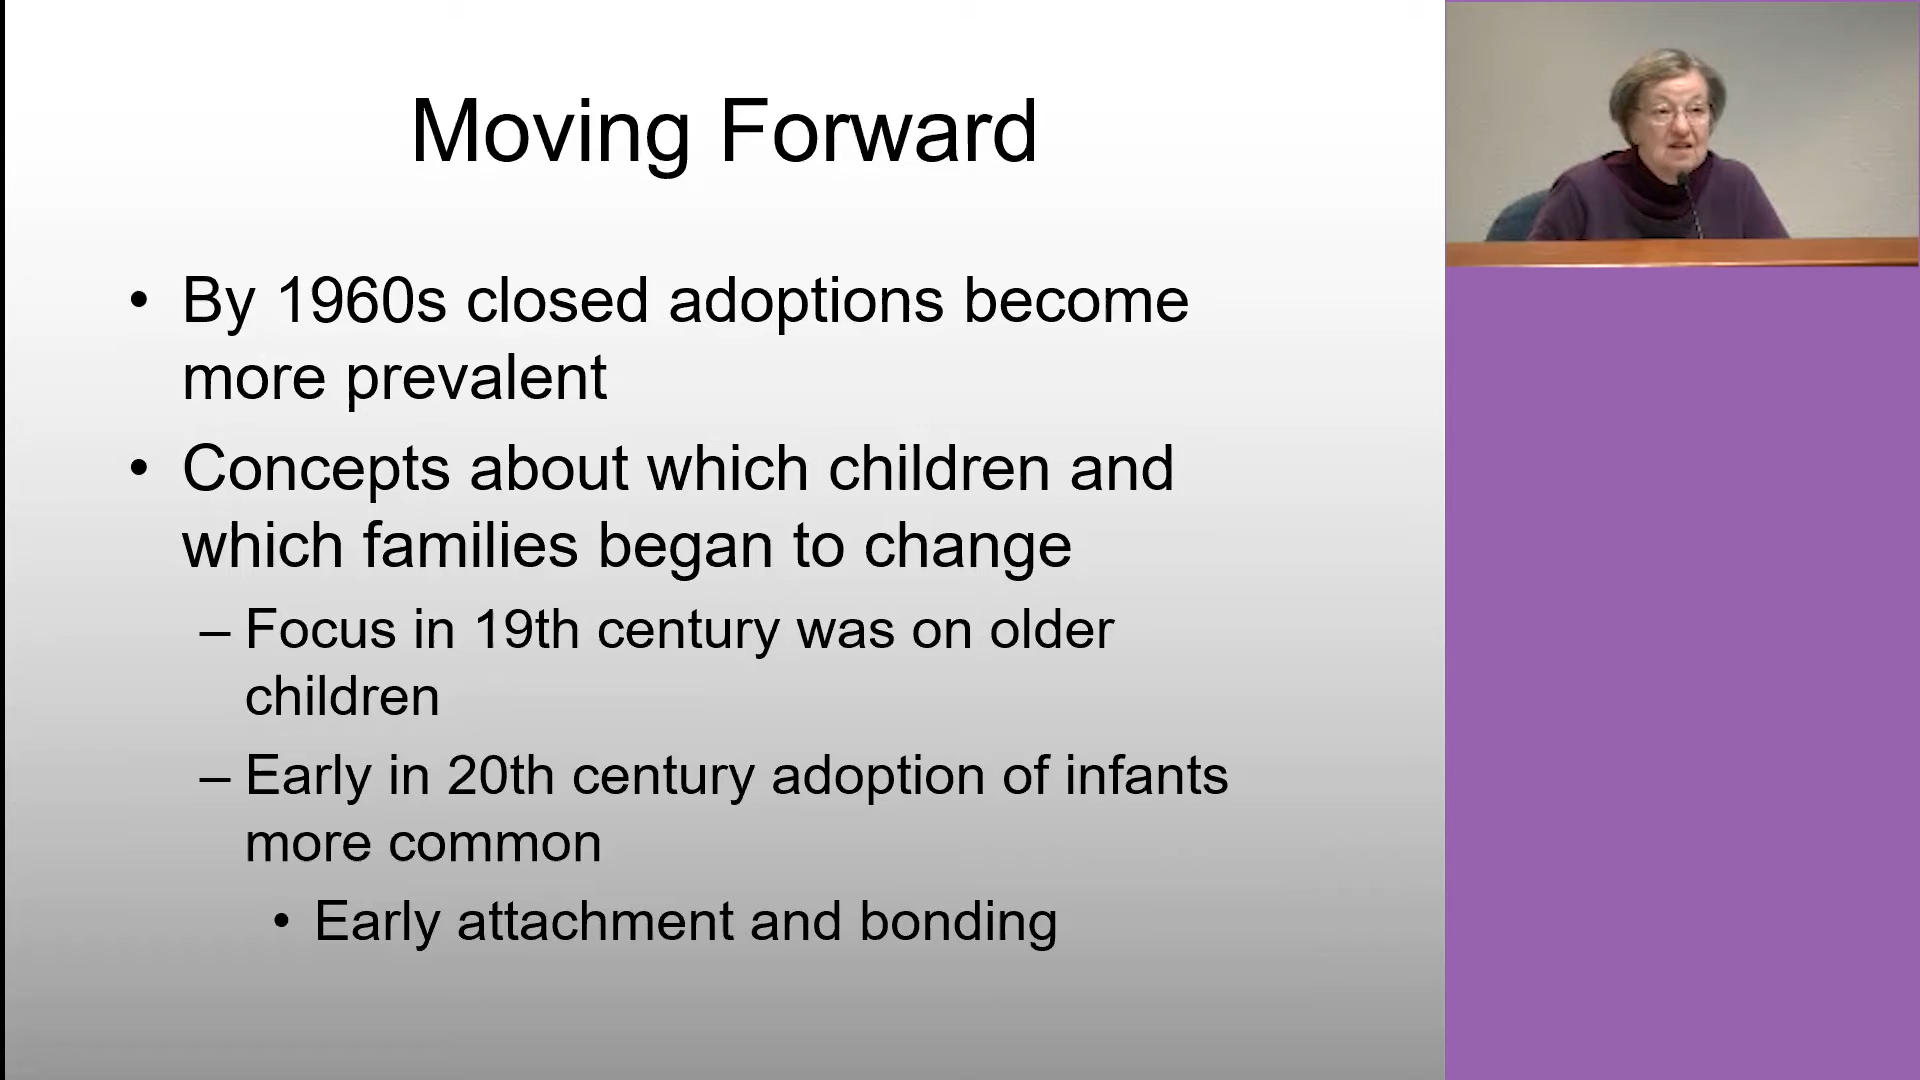 Moving Forward
• By 1960s closed adoptions become
more prevalent
• Concepts about which children and
which families began to change
– Focus in 19th century was on older
children
– Early in 20th century adoption of infants
more common
• Early attachment and bonding